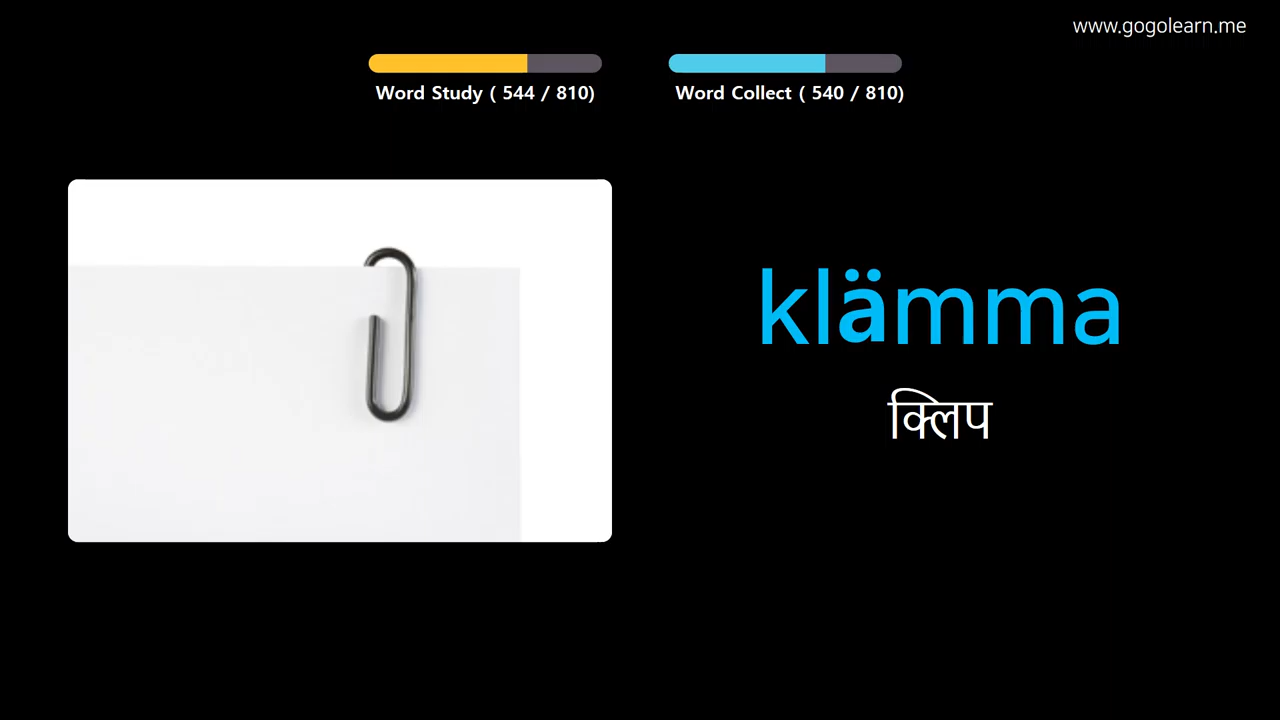 www.gogolearn.me
Word Study ( 544 / 810)
Word Collect ( 540 / 810)
klämma
क्लिप